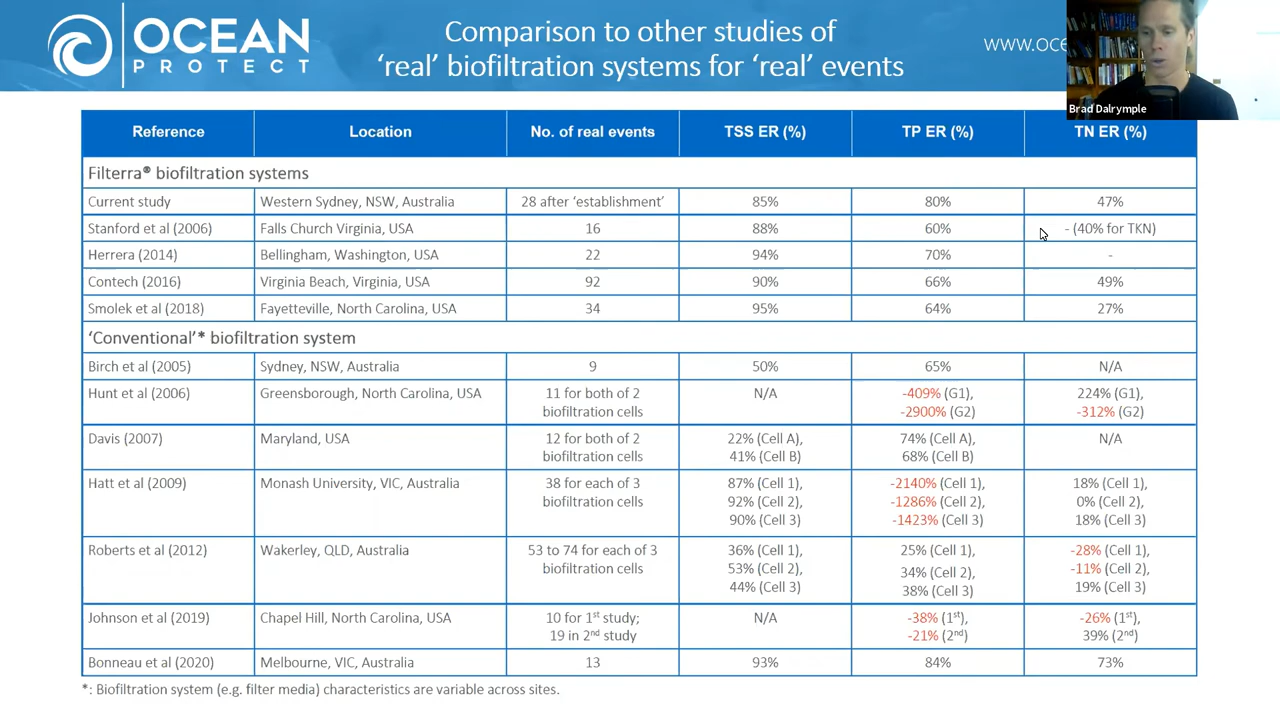 OCEAN
PROTECT
Comparison to other studies of
‘real’ biofiltration systems for ‘real’ events
Brad Dalrymple
Reference Location No. of real events TSS ER (%) TP ER (%) TN ER (%)
Filterra® biofiltration systems
Current study Western Sydney, NSW, Australia 28 after ‘establishment’ 85% 80% 47%
Stanford et al (2006) Falls Church Virginia, USA 16 88% 60% - (40% for TKN)
Herrera (2014) Bellingham, Washington, USA 22 94% 70% -
Contech (2016) Virginia Beach, Virginia, USA 92 90% 66% 49%
Smolek et al (2018) Fayetteville, North Carolina, USA 34 95% 64% 27%
‘Conventional’* biofiltration system
Birch et al (2005) Sydney, NSW, Australia 9 50% 65% N/A
Hunt et al (2006) Greensborough, North Carolina, USA 11 for both of 2 N/A -409% (G1), 224% (G1),
biofiltration cells -2900% (G2) -312% (G2)
Davis (2007) Maryland, USA 12 for both of 2 22% (Cell A), 74% (Cell A), N/A
biofiltration cells 41% (Cell B) 68% (Cell B)
Hatt et al (2009) Monash University, VIC, Australia 38 for each of 3 87% (Cell 1), -2140% (Cell 1), 18% (Cell 1),
biofiltration cells 92% (Cell 2), -1286% (Cell 2), 0% (Cell 2),
90% (Cell 3) -1423% (Cell 3) 18% (Cell 3)
Roberts et al (2012) Wakerley, QLD, Australia 53 to 74 for each of 3 36% (Cell 1), 25% (Cell 1), -28% (Cell 1),
biofiltration cells 53% (Cell 2), 34% (Cell 2), -11% (Cell 2),
44% (Cell 3) 38% (Cell 3) 19% (Cell 3)
Johnson et al (2019) Chapel Hill, North Carolina, USA 10 for 1st study; N/A -38% (1st), -26% (1st),
19 in 2nd study -21% (2nd) 39% (2nd)
Bonneau et al (2020) Melbourne, VIC, Australia 13 93% 84% 73%
*: Biofiltration system (e.g. filter media) characteristics are variable across sites.